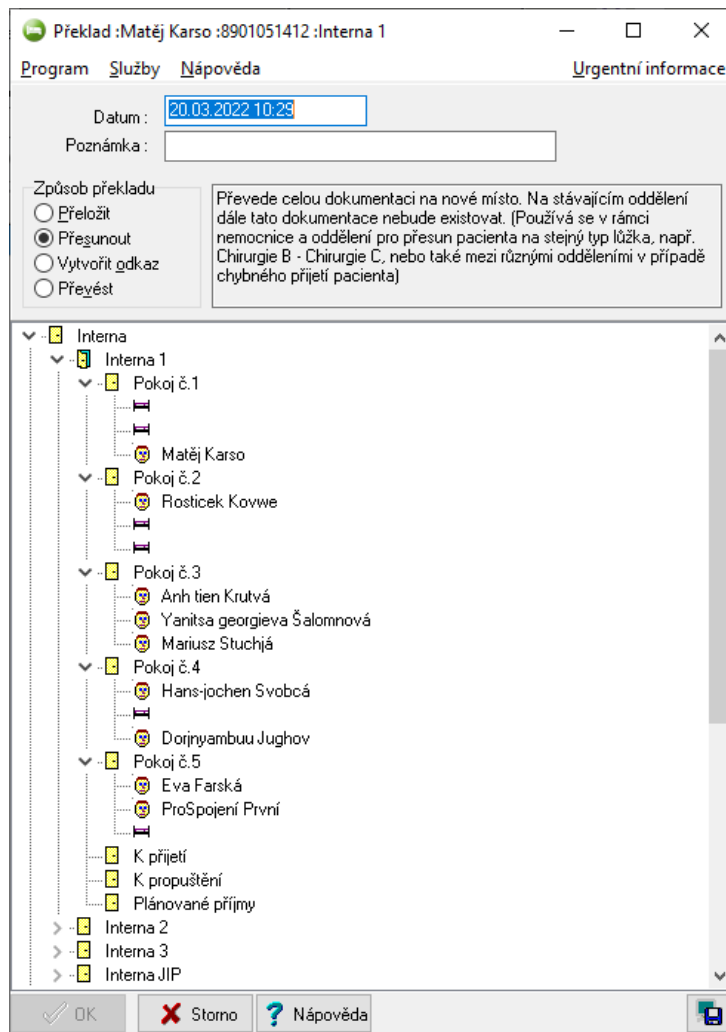 Překlad :Matěj Karso :8901051412 :Interna 1
Program Služby Nápověda Urgentní informace
Datum : 20.03.2022 10:29
Poznámka :
Způsob překladu
Přeložit
Přesunout
Vytvořit odkaz
Převést
Převede celou dokumentaci na nové místo. Na stávajícím oddělení
dále tato dokumentace nebude existovat. (Používá se v rámci
nemocnice a oddělení pro přesun pacienta na stejný typ lůžka, např.
Chirurgie B - Chirurgie C, nebo také mezi různými odděleními v případě
chybného přijetí pacienta)
Interna
Interna 1
Pokoj č.1
Matěj Karso
Pokoj č.2
Rosticek Kovwe
Pokoj č.3
Anh tien Krutvá
Yanitsa georgieva Šalomnová
Mariusz Stuchjá
Pokoj č.4
Hans-jochen Svobcá
Dorjnyambuu Jughov
Pokoj č.5
Eva Farská
ProSpojení První
K přijetí
K propuštění
Plánované příjmy
Interna 2
Interna 3
Interna JIP
OK Storno Nápověda